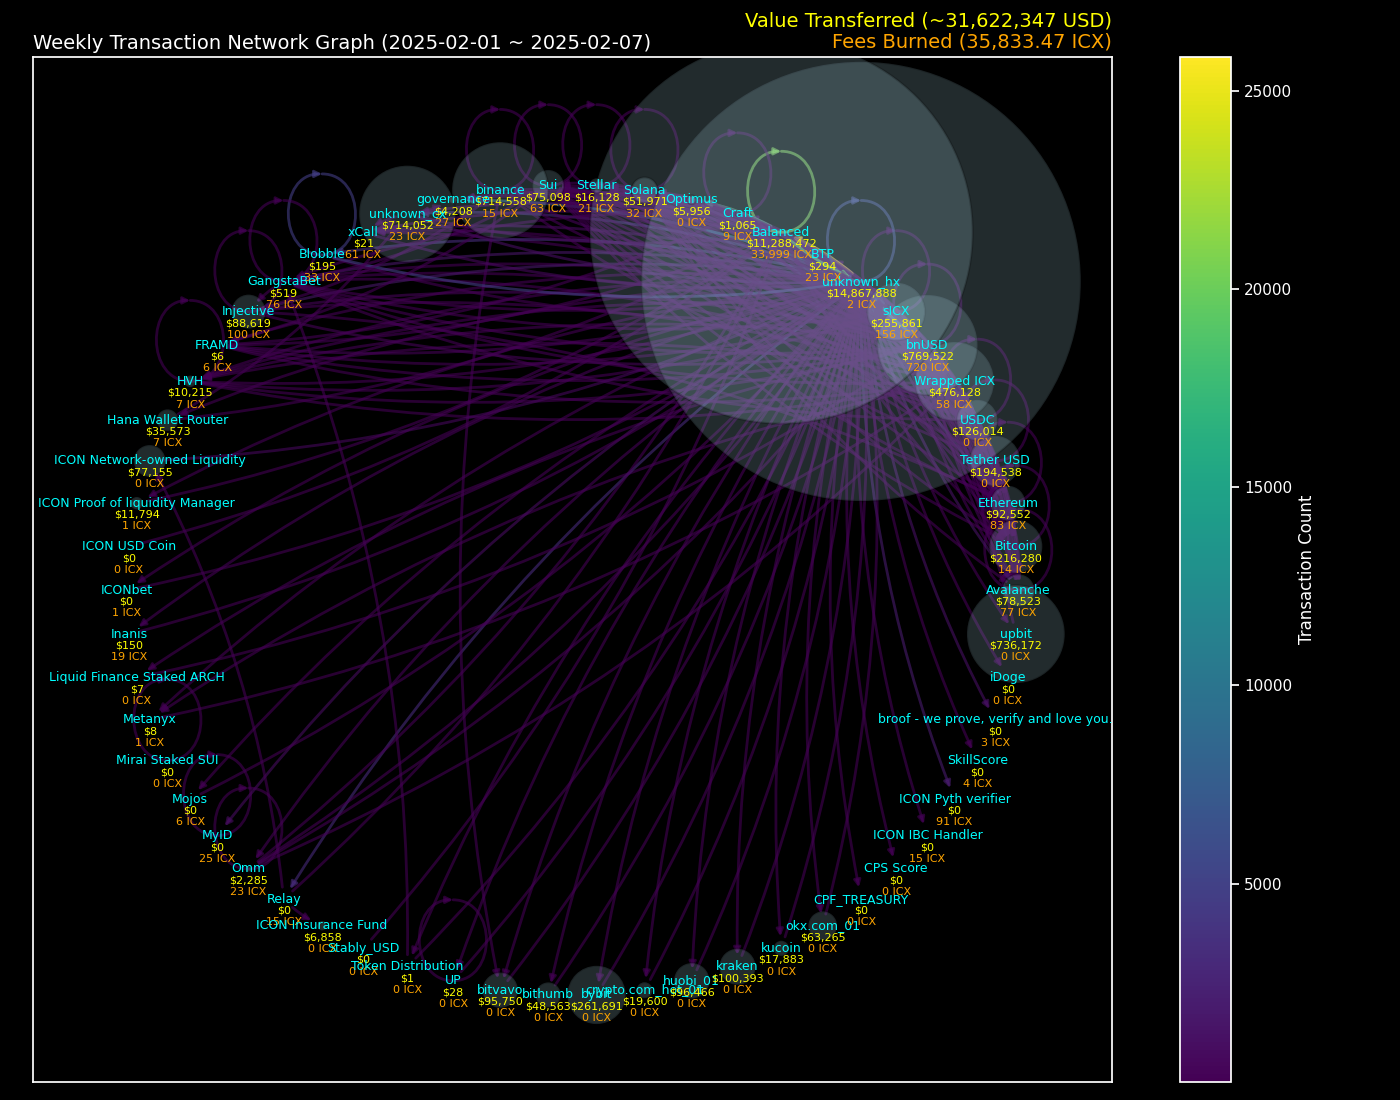 Value Transferred (~31,622,347 USD)
Weekly Transaction Network Graph (2025-02-01 ~ 2025-02-07)
Fees Burned (35,833.47 ICX)
binance
$714,558
15 ICX
Sui
$75,098
63 ICX
Stellar
$16,128
21 ICX
Solana
$51,971
32 ICX
Optimus
$5,956
0 ICX
Craft
$1,065
9 ICX
Balanced
$11,288,472
33,999 ICX
BTP
$294
23 ICX
unknown_hx
$14,867,888
2 ICX
sICX
$255,861
156 ICX
bnUSD
$769,522
720 ICX
Wrapped ICX
$476,128
58 ICX
USDC
$126,014
0 ICX
Tether USD
$194,538
0 ICX
Ethereum
$92,552
83 ICX
Bitcoin
$216,280
14 ICX
Avalanche
$78,523
77 ICX
upbit
$736,172
0 ICX
iDoge
$0
0 ICX
broof - we prove, verify and love you.
$0
3 ICX
SkillScore
$0
4 ICX
ICON Pyth verifier
$0
91 ICX
ICON IBC Handler
$0
15 ICX
CPS Score
$0
0 ICX
CPF_TREASURY
$0
0 ICX
okx.com_01
$63,265
0 ICX
kucoin
$17,883
0 ICX
kraken
$100,393
0 ICX
huobi_01
$96,466
0 ICX
crypto.com_hot_01
$19,600
0 ICX
bybit
$261,691
0 ICX
bithumb
$48,563
0 ICX
bitvavo
$95,750
0 ICX
UP
$28
0 ICX
Token Distribution
$1
0 ICX
Stably_USD
$0
0 ICX
ICON Insurance Fund
$6,858
0 ICX
Relay
$0
15 ICX
Omm
$2,285
23 ICX
MyID
$0
25 ICX
Mojos
$0
6 ICX
Mirai Staked SUI
$0
0 ICX
Metanyx
$8
1 ICX
Liquid Finance Staked ARCH
$7
0 ICX
Inanis
$150
19 ICX
ICONbet
$0
1 ICX
ICON USD Coin
$0
0 ICX
ICON Proof of liquidity Manager
$11,794
1 ICX
ICON Network-owned Liquidity
$77,155
0 ICX
Hana Wallet Router
$35,573
7 ICX
HVH
$10,215
7 ICX
FRAMD
$6
6 ICX
Injective
$88,619
100 ICX
GangstaBet
$519
76 ICX
Blobble
$195
33 ICX
xCall
$21
61 ICX
$714,052
23 ICX
governance
$4,208
27 ICX
25000
20000
15000
10000
5000
Transaction Count